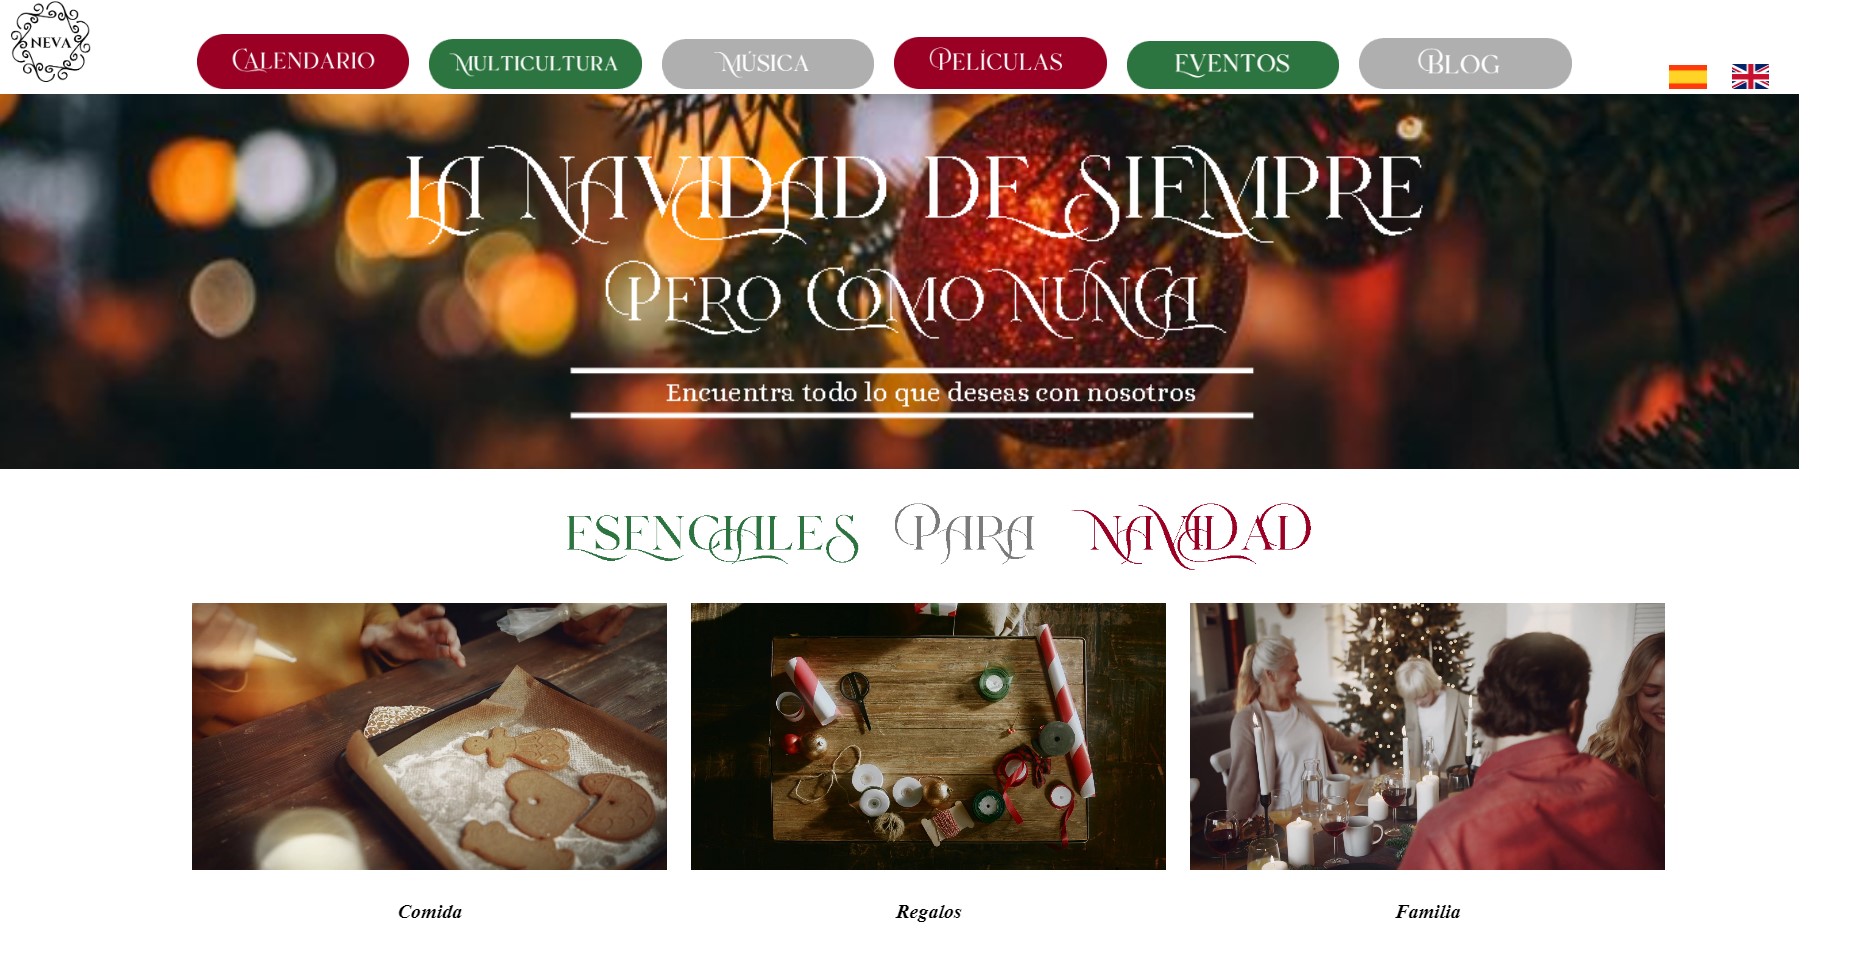 NEVA
CALENDARIO
MULTICULTURA
MÚSICA
PELÍCULAS
EVENTOS
BLOG
LA NAVIDAD DE SIEMPRE
PERO COMO NUNCA
Encuentra todo lo que deseas con nosotros
ESENCIALES PARA NAVIDAD
Comida
Regalos
Familia